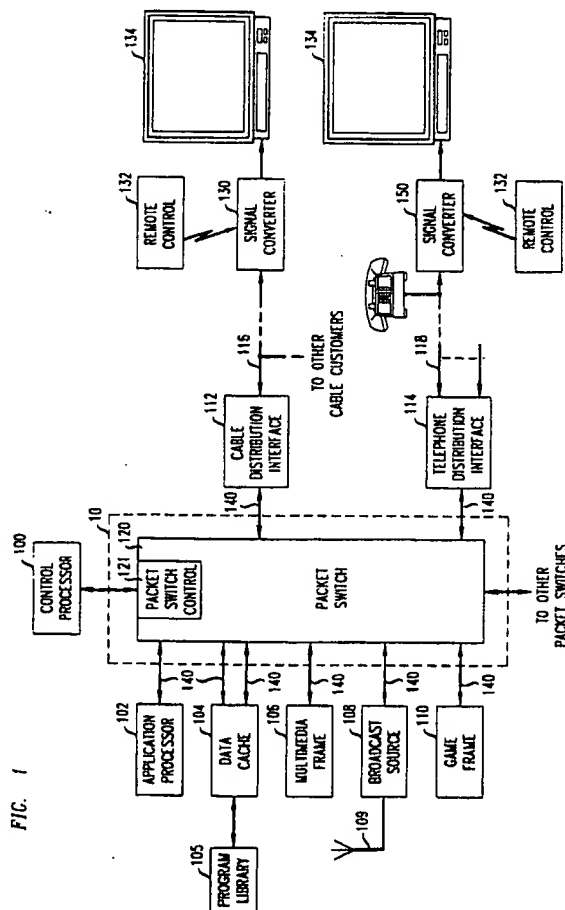 FIG. 1
100
CONTROL
PROCESSOR
10
120
121
PACKET
SWITCH
CONTROL
PACKET
SWITCH
102
APPLICATION
PROCESSOR
140
105
PROGRAM
LIBRARY
104
DATA
CACHE
140
140
106
MULTIMEDIA
FRAME
140
109
108
BROADCAST
SOURCE
140
110
GAME
FRAME
140
TO OTHER
PACKET SWITCHES
140
112
CABLE
DISTRIBUTION
INTERFACE
116
TO OTHER
CABLE CUSTOMERS
132
REMOTE
CONTROL
130
SIGNAL
CONVERTER
134
140
114
TELEPHONE
DISTRIBUTION
INTERFACE
118
150
SIGNAL
CONVERTER
132
REMOTE
CONTROL
134